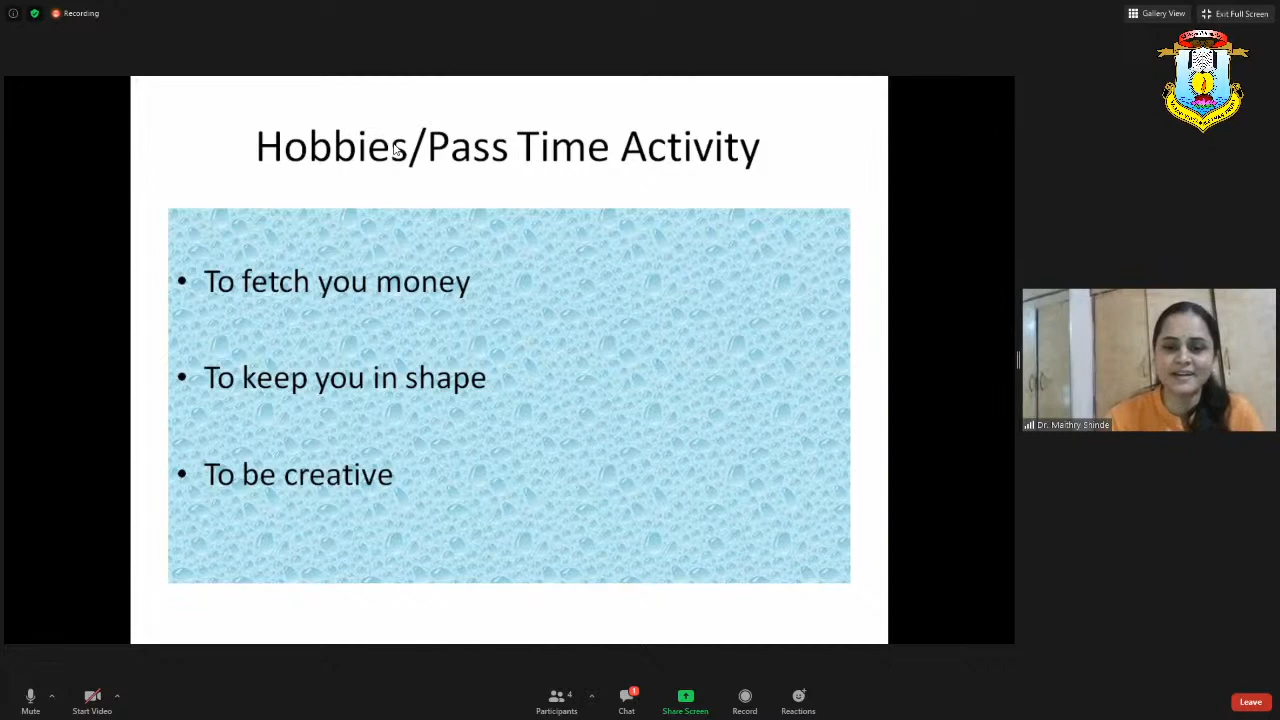 Recording
Gallery View
Exit Full Screen
Hobbies/Pass Time Activity
• To fetch you money
• To keep you in shape
• To be creative
Dr. Maithry Shinde
Mute
Start Video
4
Participants
1
Chat
Share Screen
Record
Reactions
Leave